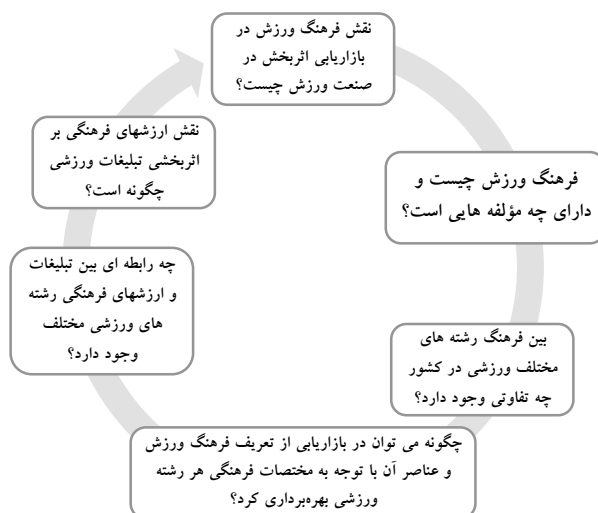 نقش فرهنگ ورزش در
بازاریابی اثربخش در
صنعت ورزش چیست؟
فرهنگ ورزش چیست و
دارای چه مؤلفه هایی است؟
بین فرهنگ رشته های
مختلف ورزشی در کشور
چه تفاوتی وجود دارد؟
چگونه می توان در بازاریابی از تعریف فرهنگ ورزش
و عناصر آن با توجه به مختصات فرهنگی هر رشته
ورزشی بهره‌برداری کرد؟
چه رابطه ای بین تبلیغات
و ارزشهای فرهنگی رشته
های ورزشی مختلف
وجود دارد؟
نقش ارزشهای فرهنگی بر
اثربخشی تبلیغات ورزشی
چگونه است؟